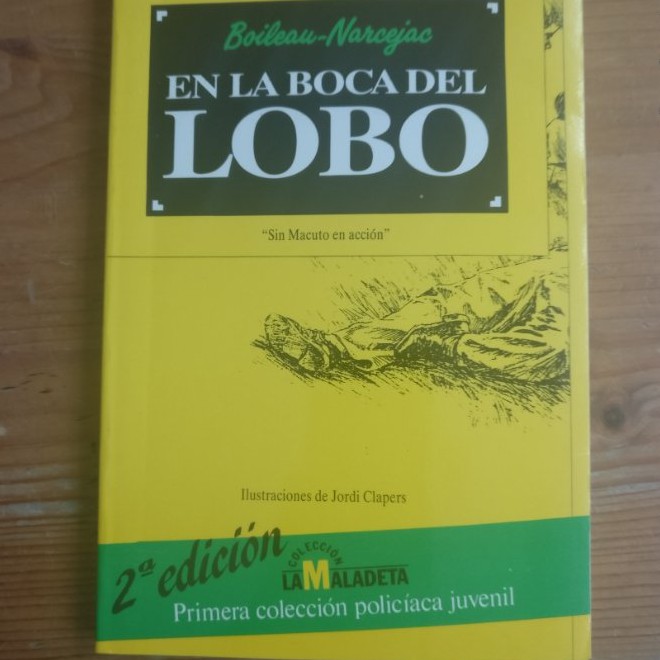 Boileau-Narcejac
EN LA BOCA DEL
LOBO
“Sin Macuto en acción”
Ilustraciones de Jordi Clapers
2ª edición
COLECCIÓN
LA MALADETA
Primera colección policíaca juvenil